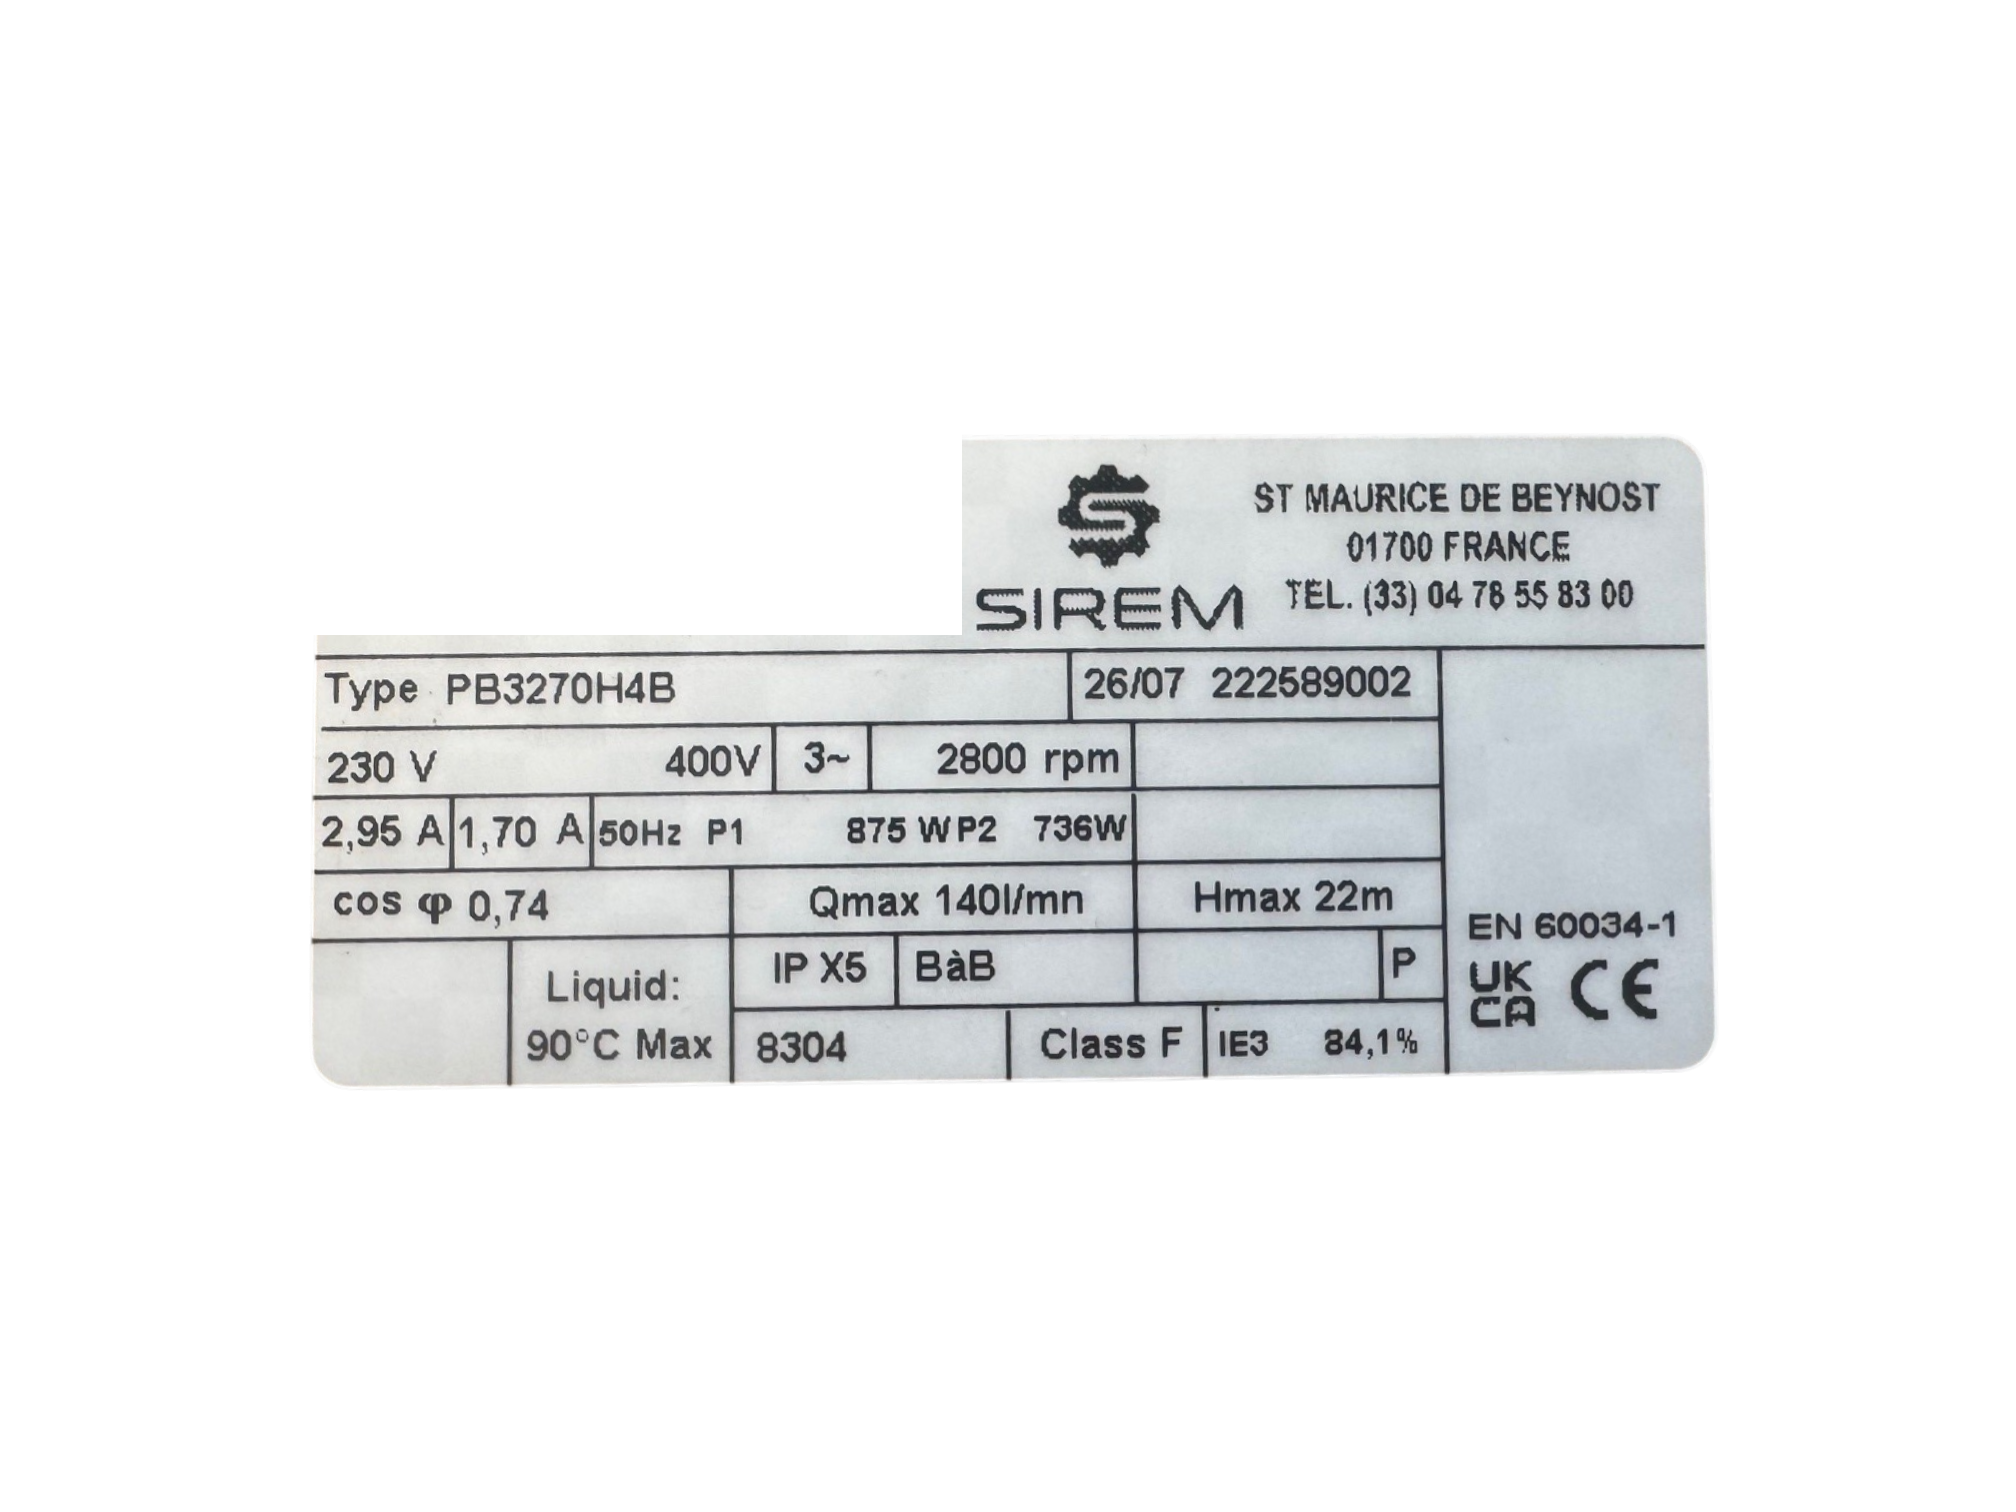 SIREM
ST MAURICE DE BEYNOST
01700 FRANCE
TEL. (33) 04 78 55 83 00
Type PB3270H4B 26/07 222589002
230 V 400V 3~ 2800 rpm
2,95 A 1,70 A 50Hz P1 875 W P2 736W
cos φ 0,74 Qmax 140l/mn Hmax 22m
Liquid:
90°C Max
IP X5 BàB P
8304 Class F IE3 84,1%
EN 60034-1
UK
CA CE